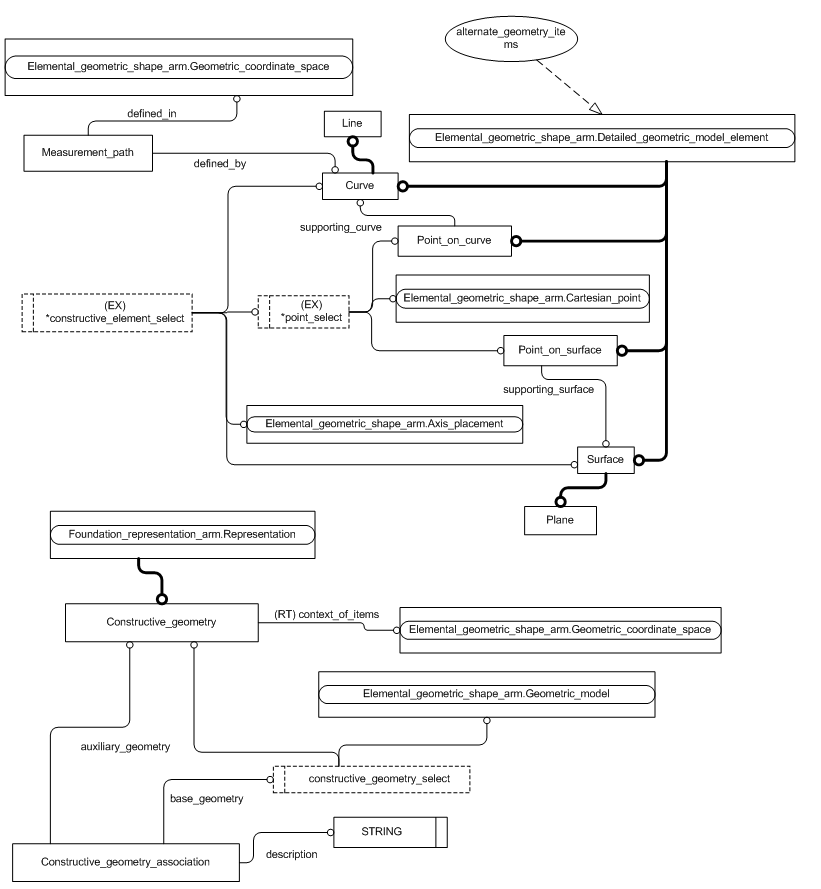 alternate_geometry_ite
ms
Elemental_geometric_shape_arm.Geometric_coordinate_space
defined_in
Line
Elemental_geometric_shape_arm.Detailed_geometric_model_element
Measurement_path
defined_by
Curve
supporting_curve
Point_on_curve
(EX)
*constructive_element_select
(EX)
*point_select
Elemental_geometric_shape_arm.Cartesian_point
Point_on_surface
supporting_surface
Elemental_geometric_shape_arm.Axis_placement
Surface
Plane
Foundation_representation_arm.Representation
Constructive_geometry
(RT) context_of_items
Elemental_geometric_shape_arm.Geometric_coordinate_space
Elemental_geometric_shape_arm.Geometric_model
auxiliary_geometry
constructive_geometry_select
base_geometry
STRING
description
Constructive_geometry_association